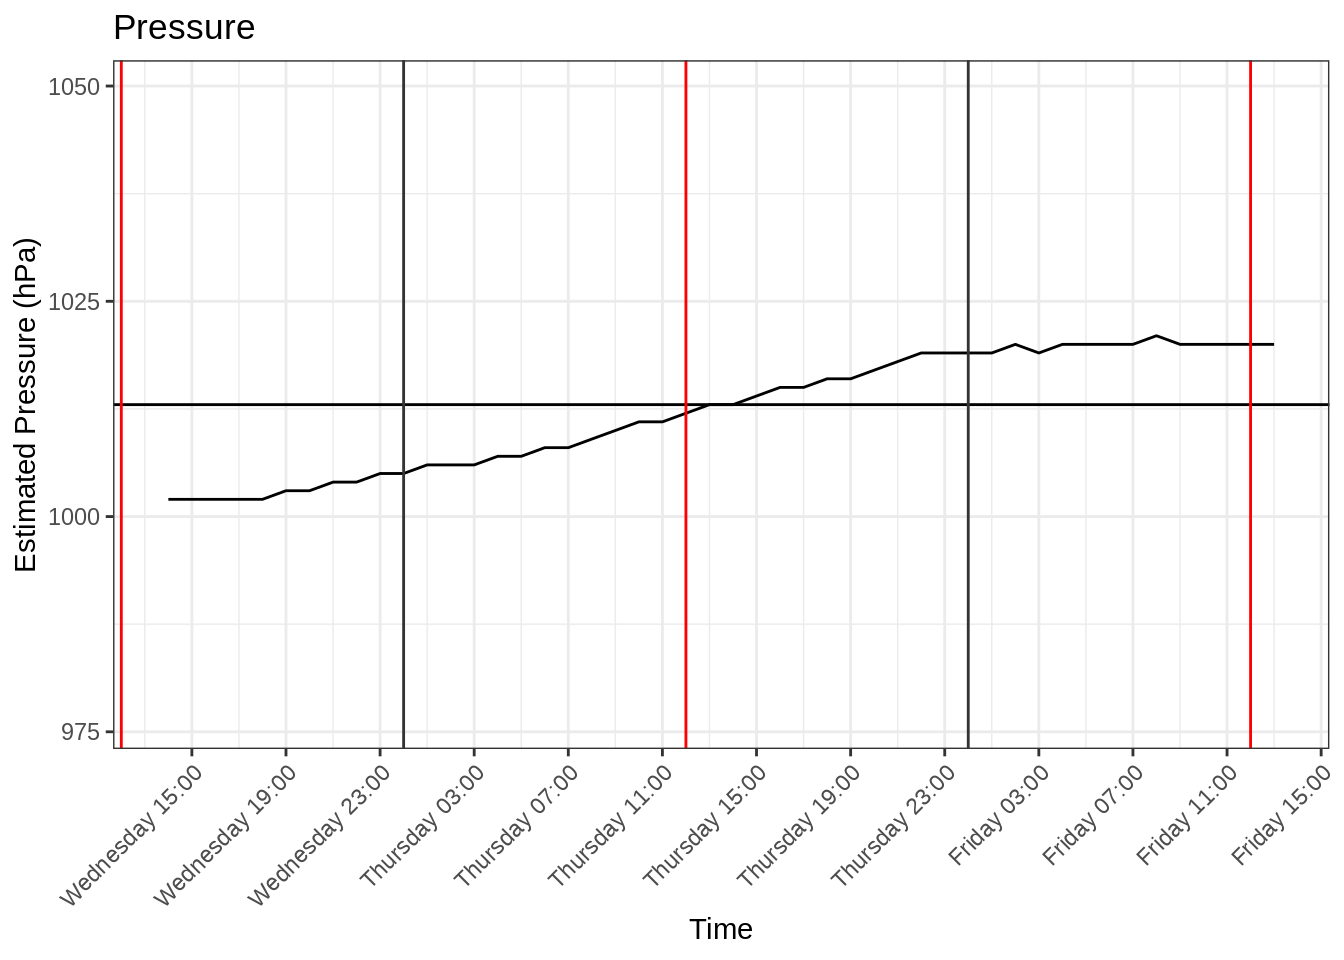 Pressure
Estimated Pressure (hPa)
1050
1025
1000
975
Wednesday 15:00
Wednesday 19:00
Wednesday 23:00
Thursday 03:00
Thursday 07:00
Thursday 11:00
Thursday 15:00
Thursday 19:00
Thursday 23:00
Friday 03:00
Friday 07:00
Friday 11:00
Friday 15:00
Time